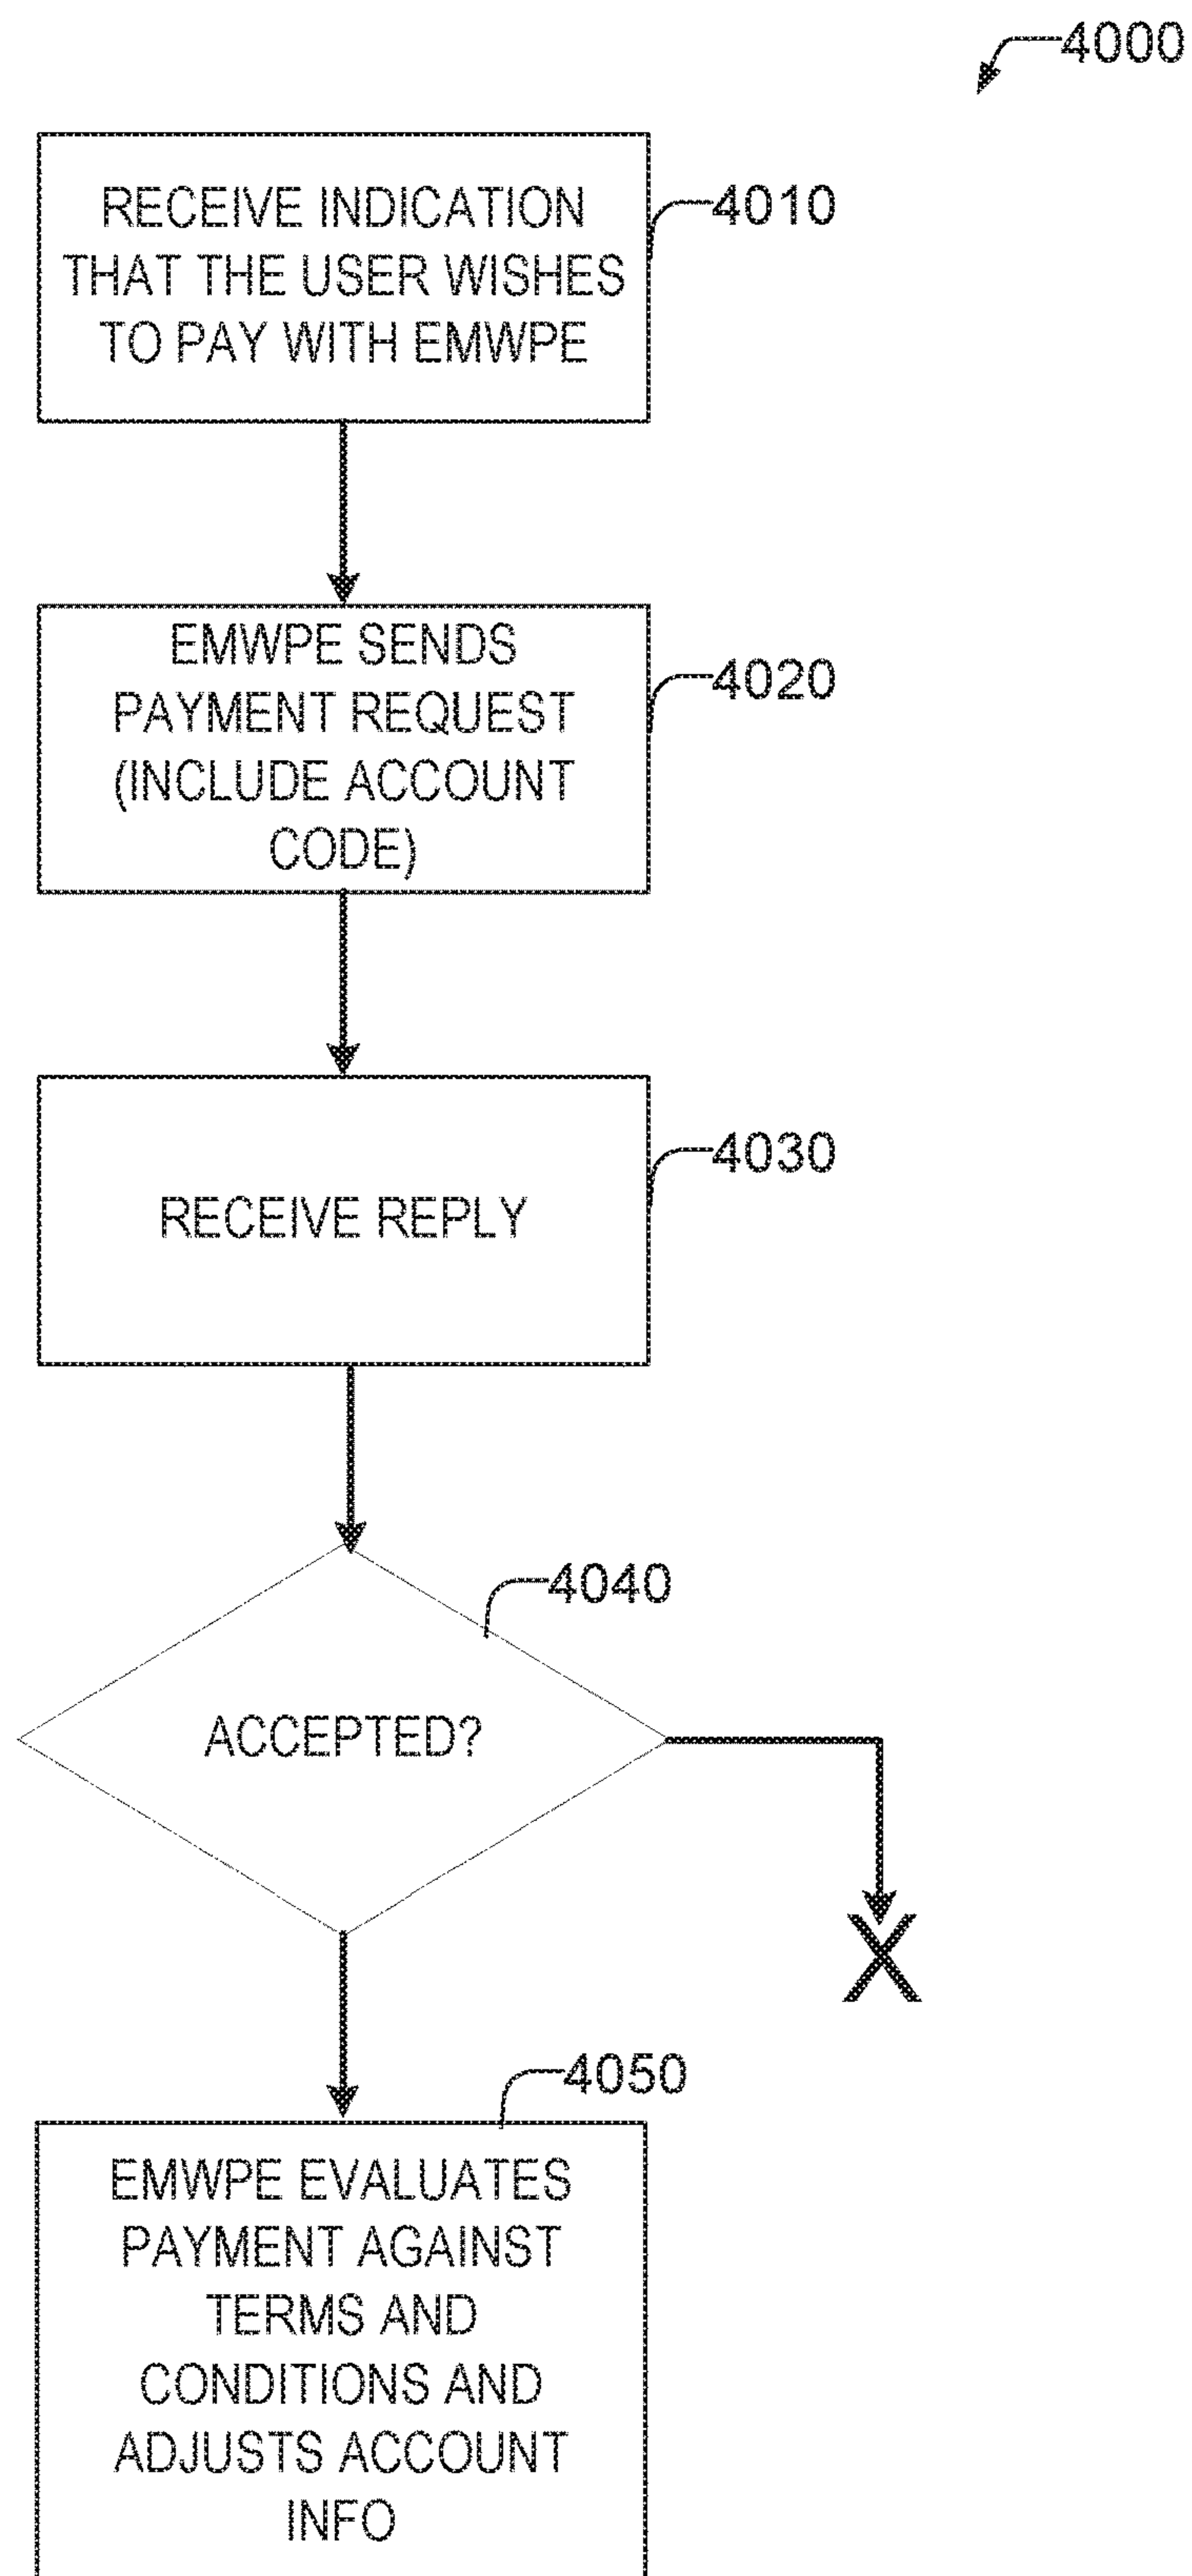 4000
RECEIVE INDICATION
THAT THE USER WISHES
TO PAY WITH EMWPE
4010
EMWPE SENDS
PAYMENT REQUEST
(INCLUDE ACCOUNT
CODE)
4020
RECEIVE REPLY
4030
4040
ACCEPTED?
X
4050
EMWPE EVALUATES
PAYMENT AGAINST
TERMS AND
CONDITIONS AND
ADJUSTS ACCOUNT
INFO